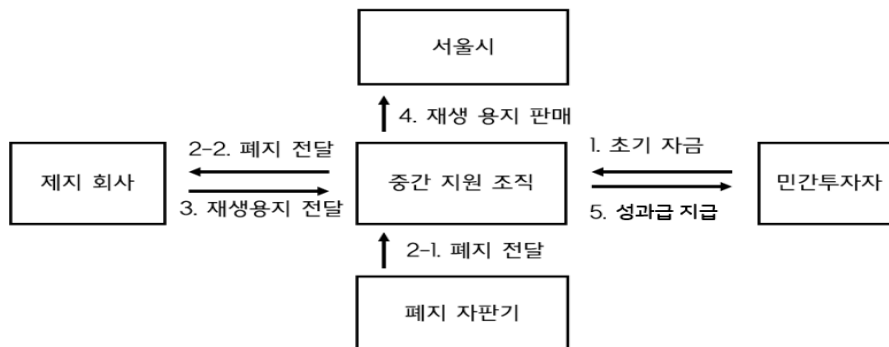 서울시
4. 재생 용지 판매
2-2. 폐지 전달
1. 초기 자금
제지 회사
중간 지원 조직
민간투자자
3. 재생용지 전달
5. 성과급 지급
2-1. 폐지 전달
폐지 자판기